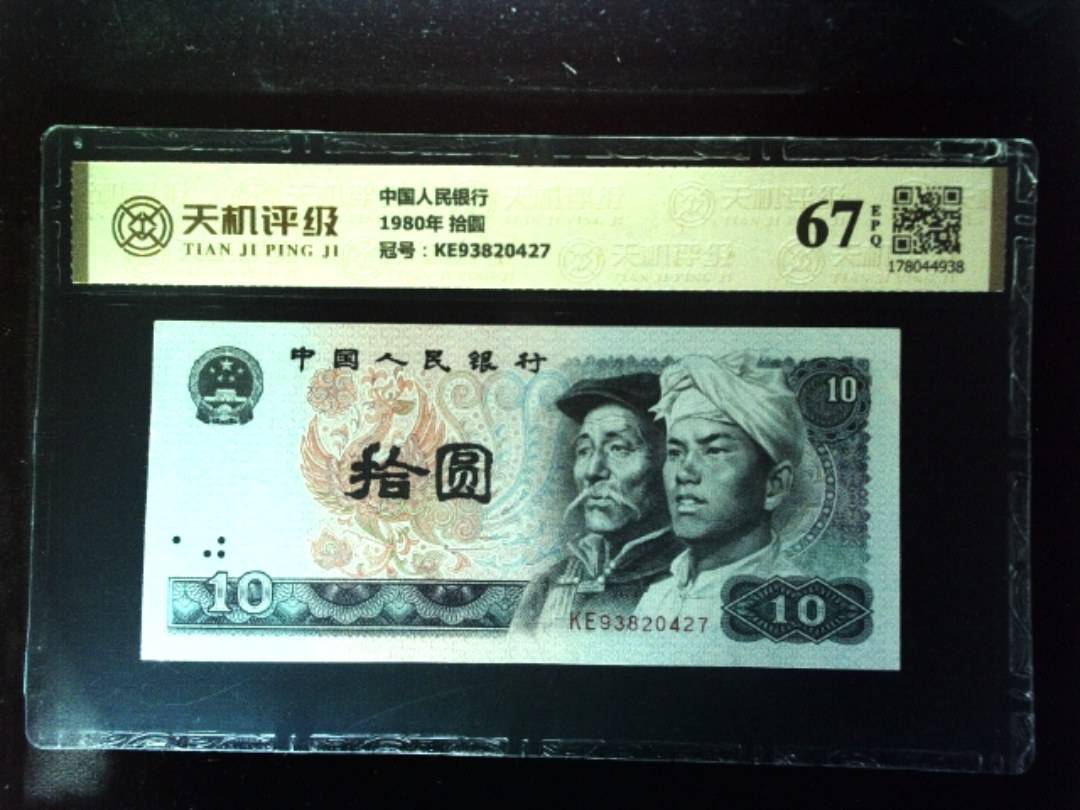 天机评级
TIAN JI PING JI
中国人民银行
1980年 拾圆
冠号：KE93820427
67
EPQ
178044938
中国人民银行
10
拾圆
10
KE93820427
10